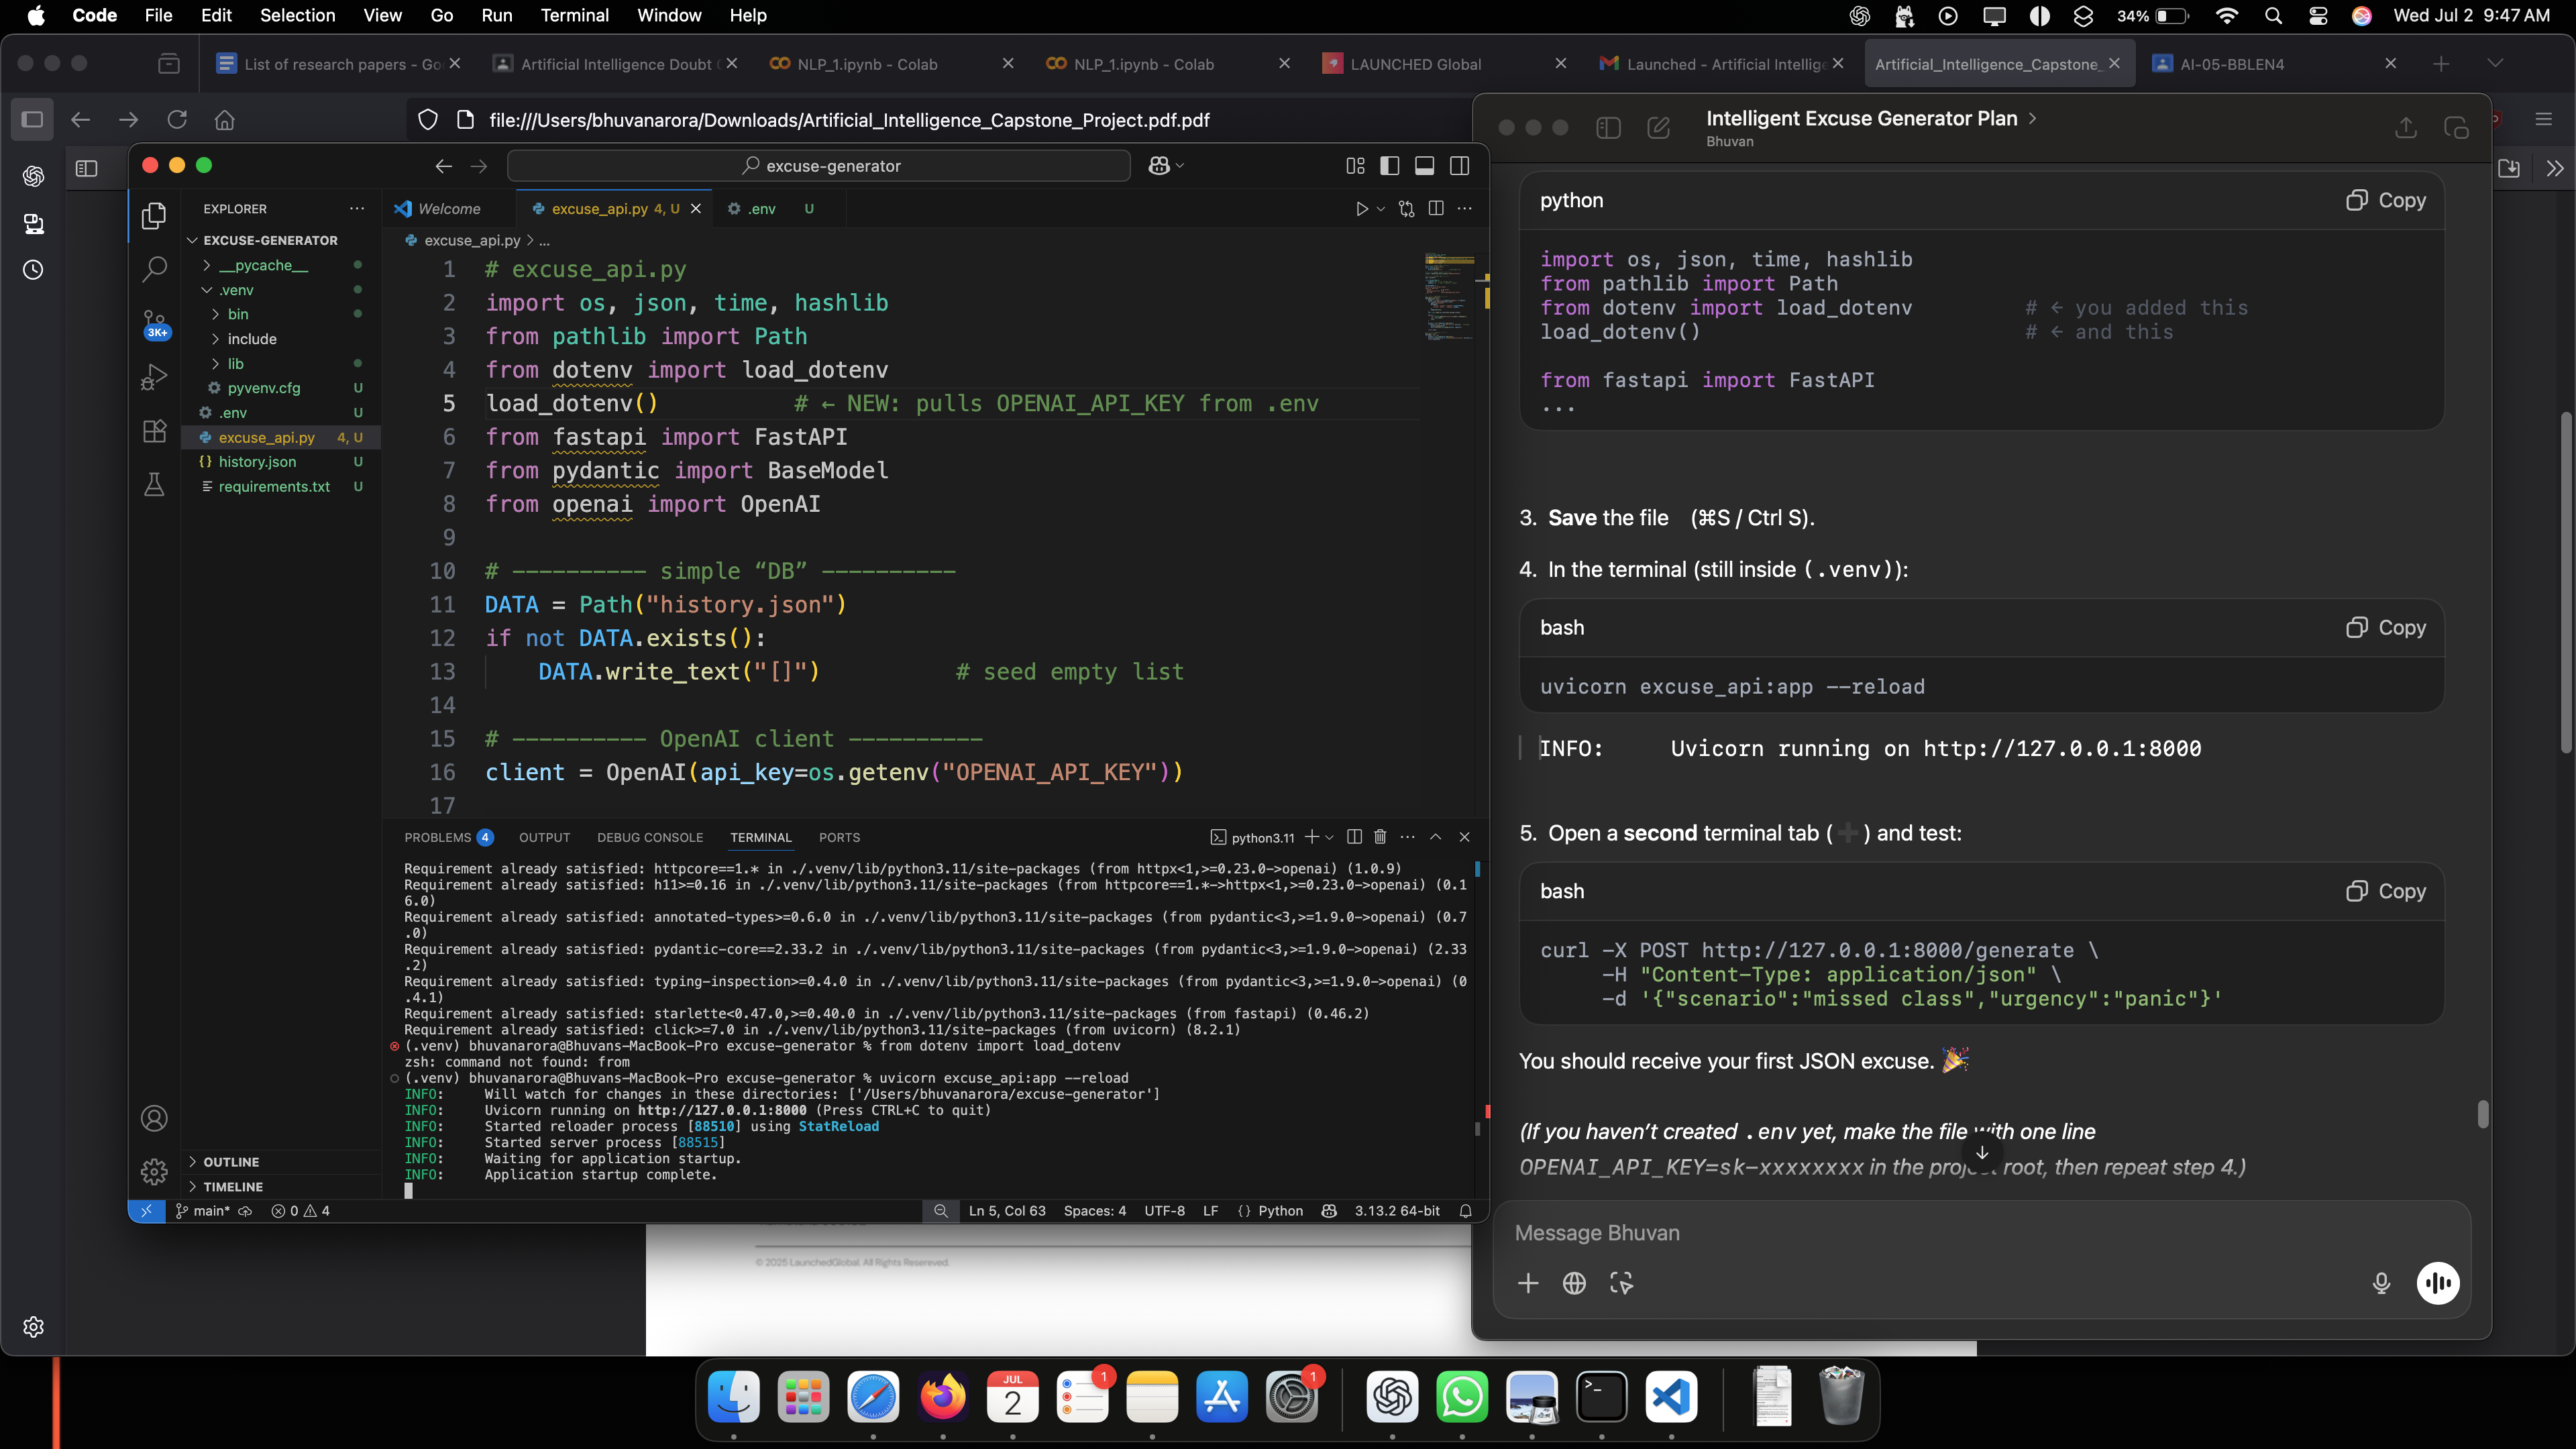 Code File Edit Selection View Go Run Terminal Window Help
34% Wed Jul 2 9:47 AM
List of research papers - Go
Artificial Intelligence Doubt
NLP_1.ipynb - Colab
NLP_1.ipynb - Colab
LAUNCHED Global
Launched - Artificial Intellige
Artificial_Intelligence_Capstone_
AI-05-BBLEN4
file:///Users/bhuvanarora/Downloads/Artificial_Intelligence_Capstone_Project.pdf.pdf
excuse-generator
EXPLORER
EXCUSE-GENERATOR
__pycache__
.venv
bin
include
lib
pyvenv.cfg U
.env U
excuse_api.py 4, U
history.json U
requirements.txt U
3K+
OUTLINE
TIMELINE
Welcome
excuse_api.py 4, U
.env U
excuse_api.py > ...
1 # excuse_api.py
2 import os, json, time, hashlib
3 from pathlib import Path
4 from dotenv import load_dotenv
5 load_dotenv() # ← NEW: pulls OPENAI_API_KEY from .env
6 from fastapi import FastAPI
7 from pydantic import BaseModel
8 from openai import OpenAI
9
10 # ---------- simple “DB” ----------
11 DATA = Path("history.json")
12 if not DATA.exists():
13 DATA.write_text("[]") # seed empty list
14
15 # ---------- OpenAI client ----------
16 client = OpenAI(api_key=os.getenv("OPENAI_API_KEY"))
17
PROBLEMS 4 OUTPUT DEBUG CONSOLE TERMINAL PORTS
python3.11
Requirement already satisfied: httpcore==1.* in ./.venv/lib/python3.11/site-packages (from httpx<1,>=0.23.0->openai) (1.0.9)
Requirement already satisfied: h11>=0.16 in ./.venv/lib/python3.11/site-packages (from httpcore==1.*->httpx<1,>=0.23.0->openai) (0.1
6.0)
Requirement already satisfied: annotated-types>=0.6.0 in ./.venv/lib/python3.11/site-packages (from pydantic<3,>=1.9.0->openai) (0.7
.0)
Requirement already satisfied: pydantic-core==2.33.2 in ./.venv/lib/python3.11/site-packages (from pydantic<3,>=1.9.0->openai) (2.33
.2)
Requirement already satisfied: typing-inspection>=0.4.0 in ./.venv/lib/python3.11/site-packages (from pydantic<3,>=1.9.0->openai) (0
.4.1)
Requirement already satisfied: starlette<0.47.0,>=0.40.0 in ./.venv/lib/python3.11/site-packages (from fastapi) (0.46.2)
Requirement already satisfied: click>=7.0 in ./.venv/lib/python3.11/site-packages (from uvicorn) (8.2.1)
(.venv) bhuvanarora@Bhuvans-MacBook-Pro excuse-generator % from dotenv import load_dotenv
zsh: command not found: from
(.venv) bhuvanarora@Bhuvans-MacBook-Pro excuse-generator % uvicorn excuse_api:app --reload
INFO: Will watch for changes in these directories: ['/Users/bhuvanarora/excuse-generator']
INFO: Uvicorn running on http://127.0.0.1:8000 (Press CTRL+C to quit)
INFO: Started reloader process [88510] using StatReload
INFO: Started server process [88515]
INFO: Waiting for application startup.
INFO: Application startup complete.
main* 0 4 Ln 5, Col 63 Spaces: 4 UTF-8 LF {} Python 3.13.2 64-bit
© 2025 LaunchedGlobal. All Rights Resereved.
Intelligent Excuse Generator Plan >
Bhuvan
python Copy
import os, json, time, hashlib
from pathlib import Path
from dotenv import load_dotenv # ← you added this
load_dotenv() # ← and this
from fastapi import FastAPI
...
3. Save the file (⌘S / Ctrl S).
4. In the terminal (still inside (.venv)):
bash Copy
uvicorn excuse_api:app --reload
INFO: Uvicorn running on http://127.0.0.1:8000
5. Open a second terminal tab (➕) and test:
bash Copy
curl -X POST http://127.0.0.1:8000/generate \
-H "Content-Type: application/json" \
-d '{"scenario":"missed class","urgency":"panic"}'
You should receive your first JSON excuse. 🎉
(If you haven’t created .env yet, make the file with one line
OPENAI_API_KEY=sk-xxxxxxxx in the project root, then repeat step 4.)
Message Bhuvan
JUL
2
1
1